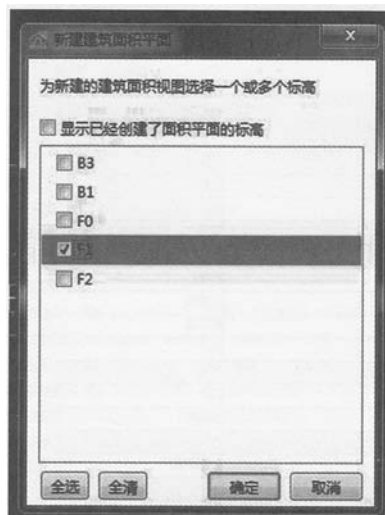 新建建筑面积平面
X
为新建的建筑面积视图选择一个或多个标高
显示已经创建了面积平面的标高
B3
B1
F0
F1
F2
全选 全清 确定 取消